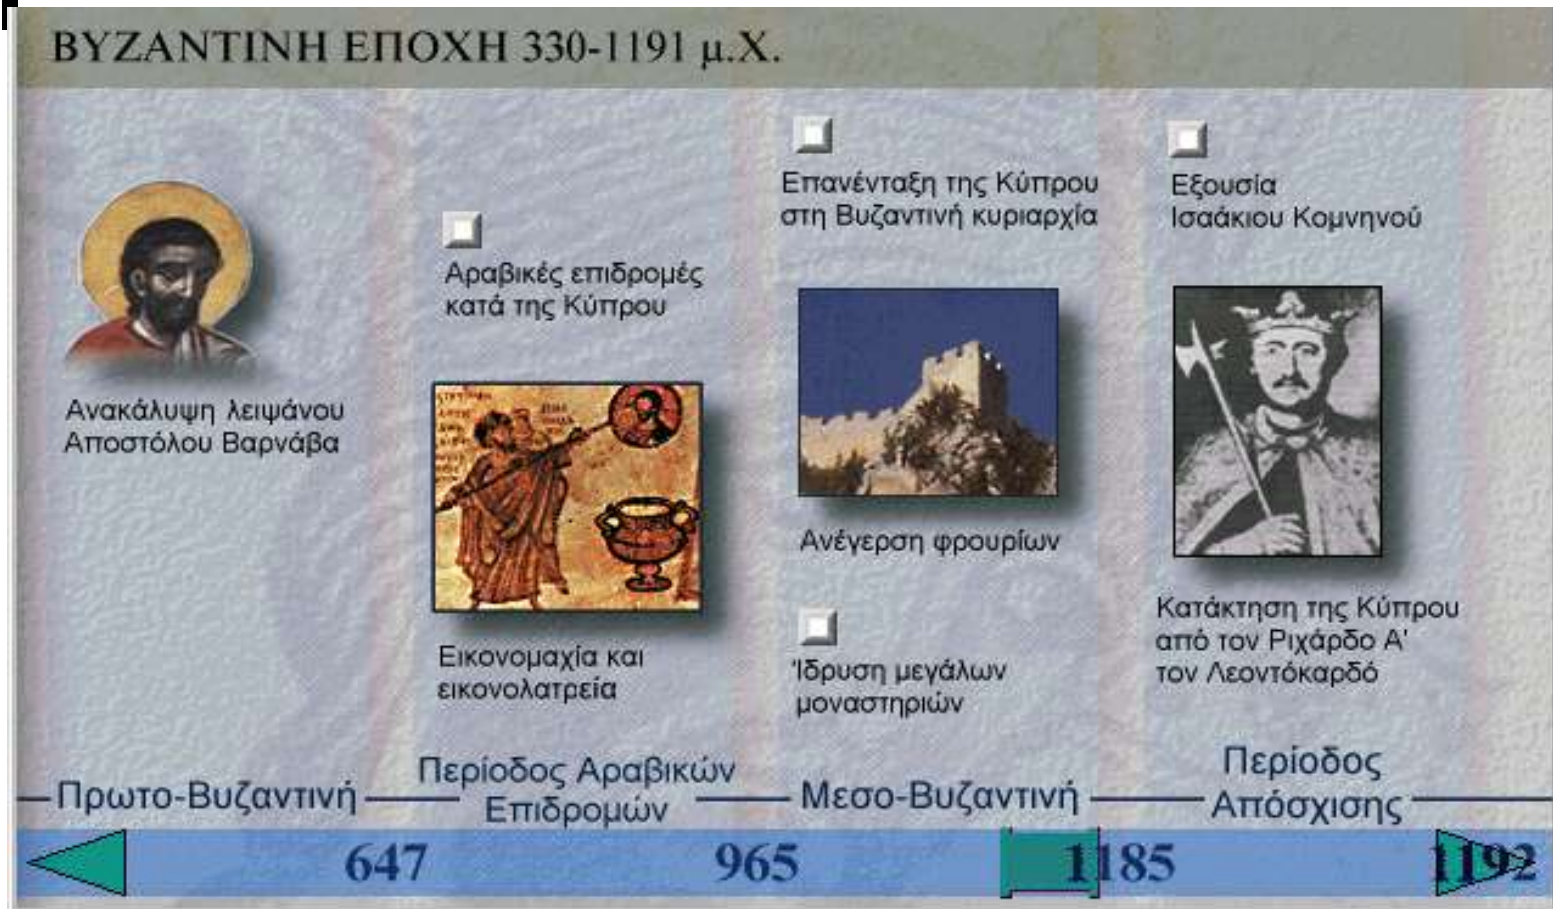 ΒΥΖΑΝΤΙΝΗ ΕΠΟΧΗ 330-1191 μ.Χ.
Ανακάλυψη λειψάνου
Αποστόλου Βαρνάβα
Αραβικές επιδρομές
κατά της Κύπρου
Εικονομαχία και
εικονολατρεία
Επανένταξη της Κύπρου
στη Βυζαντινή κυριαρχία
Ανέγερση φρουρίων
Ίδρυση μεγάλων
μοναστηριών
Εξουσία
Ισαάκιου Κομνηνού
Κατάκτηση της Κύπρου
από τον Ριχάρδο Α'
τον Λεοντόκαρδό
Πρωτο-Βυζαντινή
Περίοδος Αραβικών
Επιδρομών
Μεσο-Βυζαντινή
Περίοδος
Απόσχισης
647 965 1185 1192